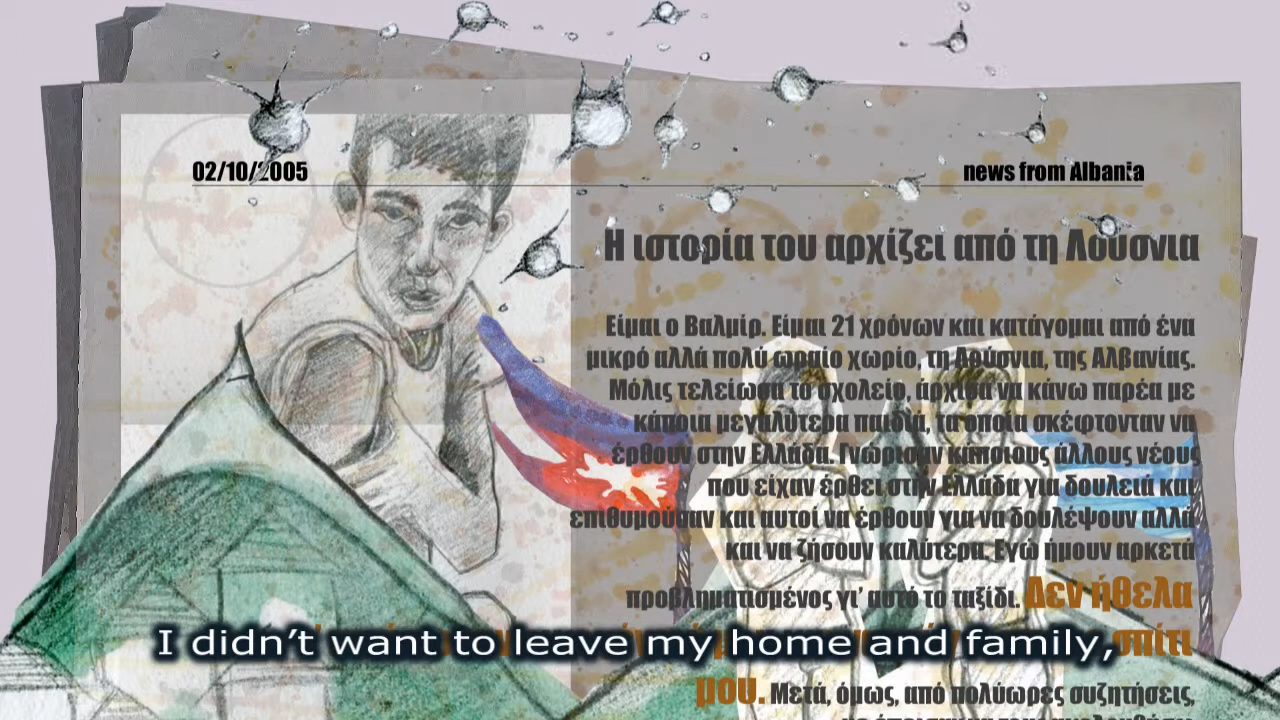 02/10/2005
news from Albania
Η ιστορία του αρχίζει από τη Λούσνια
Είμαι ο Βαλμίρ. Είμαι 21 χρόνων και κατάγομαι από ένα
μικρό αλλά πολύ ωραίο χωριό, τη Λούσνια, της Αλβανίας.
Μόλις τελείωσα το σχολείο, άρχισα να κάνω παρέα με
κάποια μεγαλύτερα παιδιά, τα οποία σκέφτονταν να
έρθουν στην Ελλάδα. Γνώρισαν κάποιους άλλους νέους
που είχαν έρθει στην Ελλάδα για δουλειά και
επιθυμούσαν και αυτοί να έρθουν για να δουλέψουν αλλά
και να ζήσουν καλύτερα. Εγώ ήμουν αρκετά
προβληματισμένος γι' αυτό το ταξίδι. Δεν ήθελα
σπίτι
I didn't want to leave my home and family,
μου. Μετά, όμως, από πολύωρες συζητήσεις,